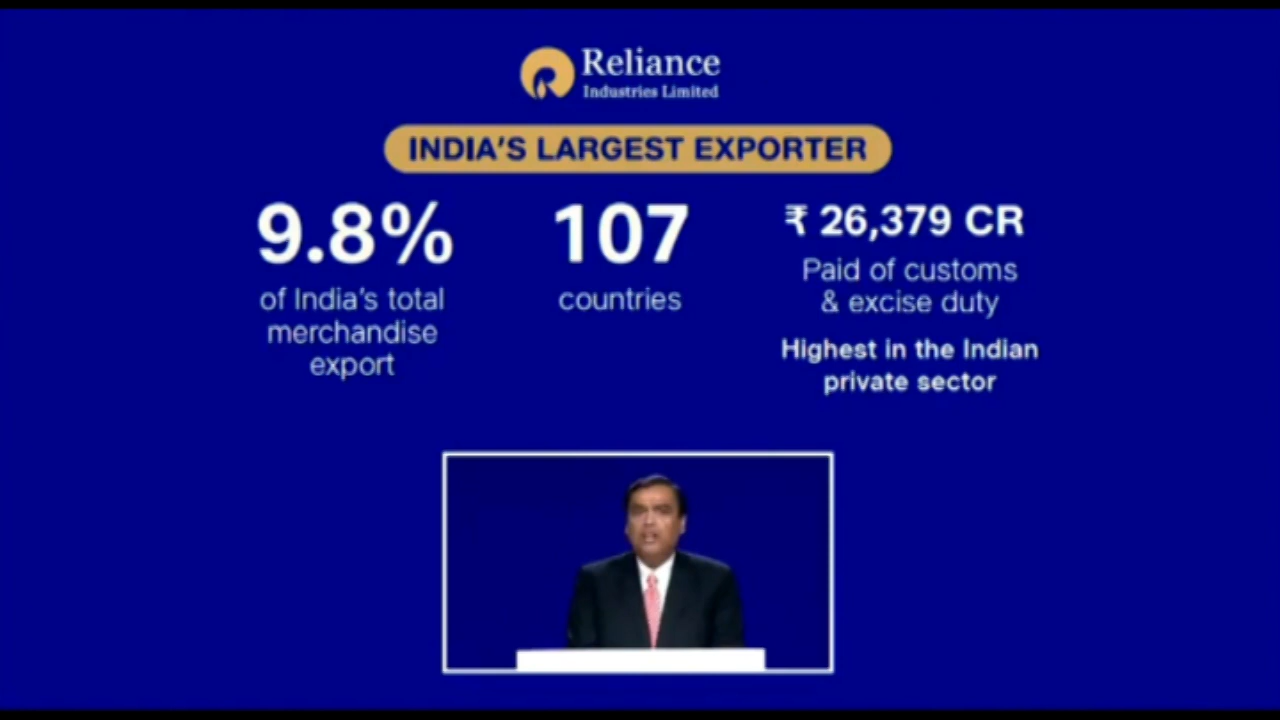 Reliance
Industries Limited
INDIA'S LARGEST EXPORTER
9.8%
of India's total
merchandise
export
107
countries
₹ 26,379 CR
Paid of customs
& excise duty
Highest in the Indian
private sector